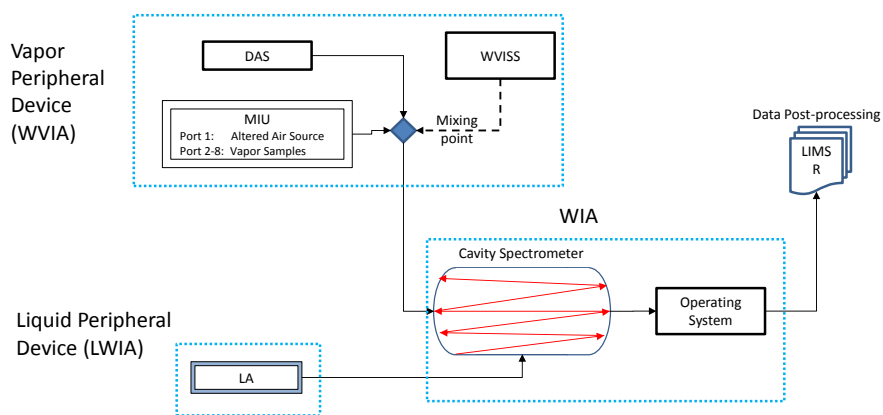 Vapor
Peripheral
Device
(WVIA)
DAS
WVISS
MIU
Port 1: Altered Air Source
Port 2-8: Vapor Samples
Mixing
point
Data Post-processing
LIMS
R
WIA
Cavity Spectrometer
Operating
System
Liquid Peripheral
Device (LWIA)
LA